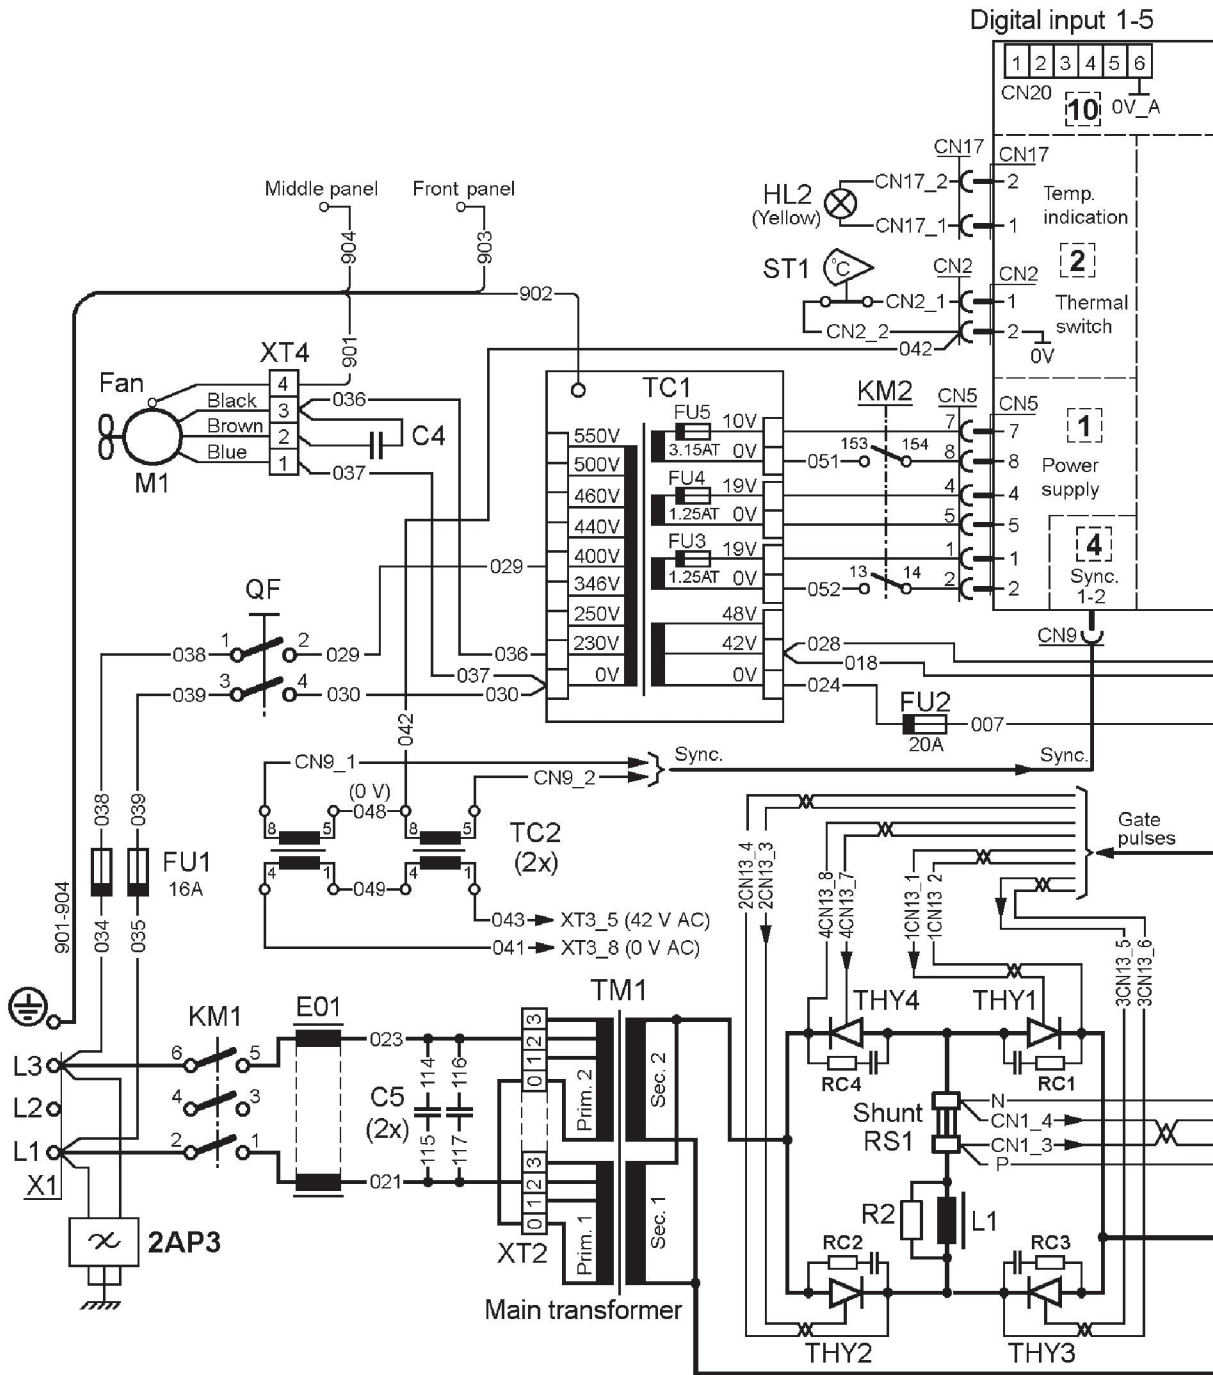 Digital input 1-5
1 2 3 4 5 6
CN20
10
0V_A
CN17
CN17
CN17_2
2
HL2
(Yellow)
CN17_1
1
Temp.
indication
2
ST1
°C
CN2
CN2
CN2_1
1
CN2_2
2
042
0V
Thermal
switch
Middle panel
Front panel
904
903
902
901
XT4
Fan
4
Black
3
036
Brown
2
C4
Blue
1
037
M1
TC1
KM2
CN5
CN5
550V
500V
460V
440V
400V
346V
250V
230V
0V
FU5
10V
3.15AT
0V
FU4
19V
1.25AT
0V
FU3
19V
1.25AT
0V
48V
42V
0V
7
7
051
153
154
8
8
4
4
5
5
1
1
052
13
14
2
2
1
Power
supply
4
Sync.
1-2
CN9
QF
029
038
1
2
029
036
037
039
3
4
030
030
028
018
024
FU2
20A
007
042
CN9_1
CN9_2
Sync.
Sync.
(0 V)
048
8
5
8
5
TC2
(2x)
4
1
4
1
049
043
XT3_5 (42 V AC)
041
XT3_8 (0 V AC)
038
039
FU1
16A
901-904
034
035
Gate
pulses
2CN13_4
2CN13_3
4CN13_8
4CN13_7
1CN13_1
1CN13_2
3CN13_5
3CN13_6
KM1
E01
TM1
L3
6
5
023
L2
4
3
L1
2
1
021
X1
C5
(2x)
114
116
115
117
3
2
1
0
3
2
1
0
XT2
Prim. 2
Sec. 2
Prim. 1
Sec. 1
Main transformer
2AP3
THY4
THY1
RC4
RC1
Shunt
RS1
N
CN1_4
CN1_3
P
R2
L1
RC2
RC3
THY2
THY3